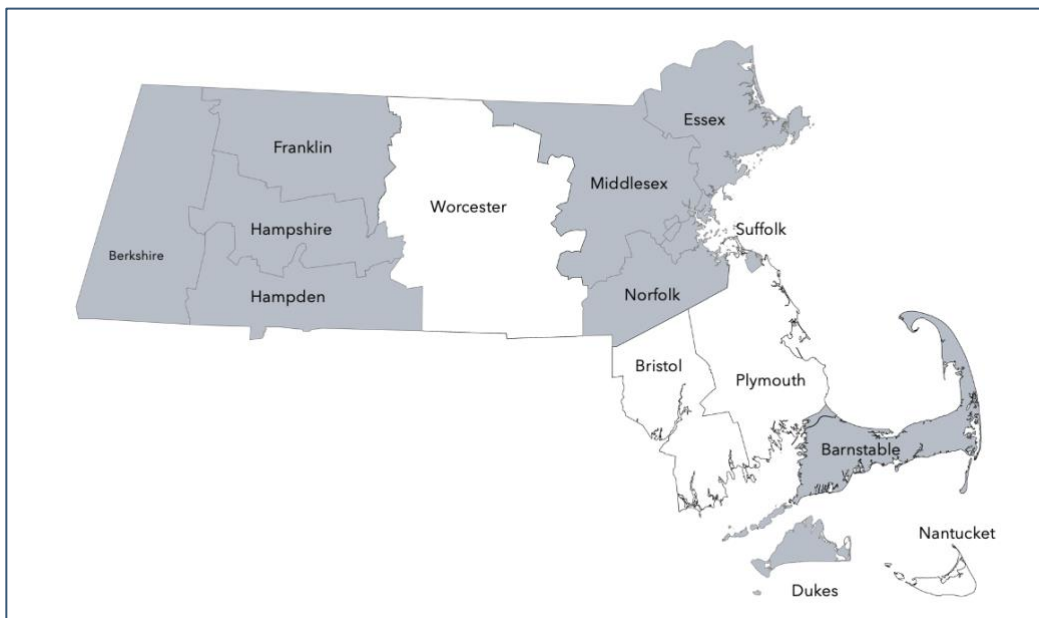 Essex
Franklin
Middlesex
Worcester
Hampshire
Suffolk
Berkshire
Hampden
Norfolk
Bristol
Plymouth
Barnstable
Nantucket
Dukes